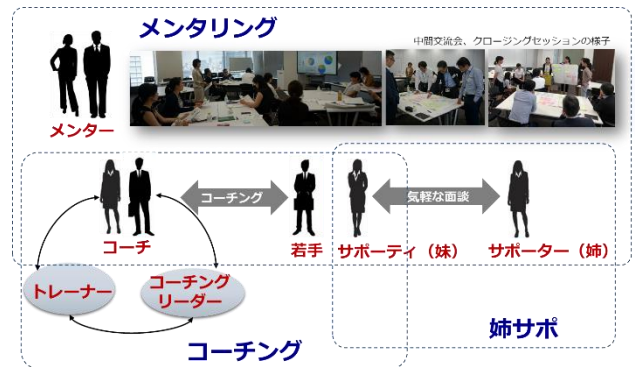 メンタリング
中間交流会、クロージングセッションの様子
メンター
コーチング
気軽な面談
コーチ
若手
サポーティ（妹）
サポーター（姉）
トレーナー
コーチング
リーダー
姉サポ
コーチング